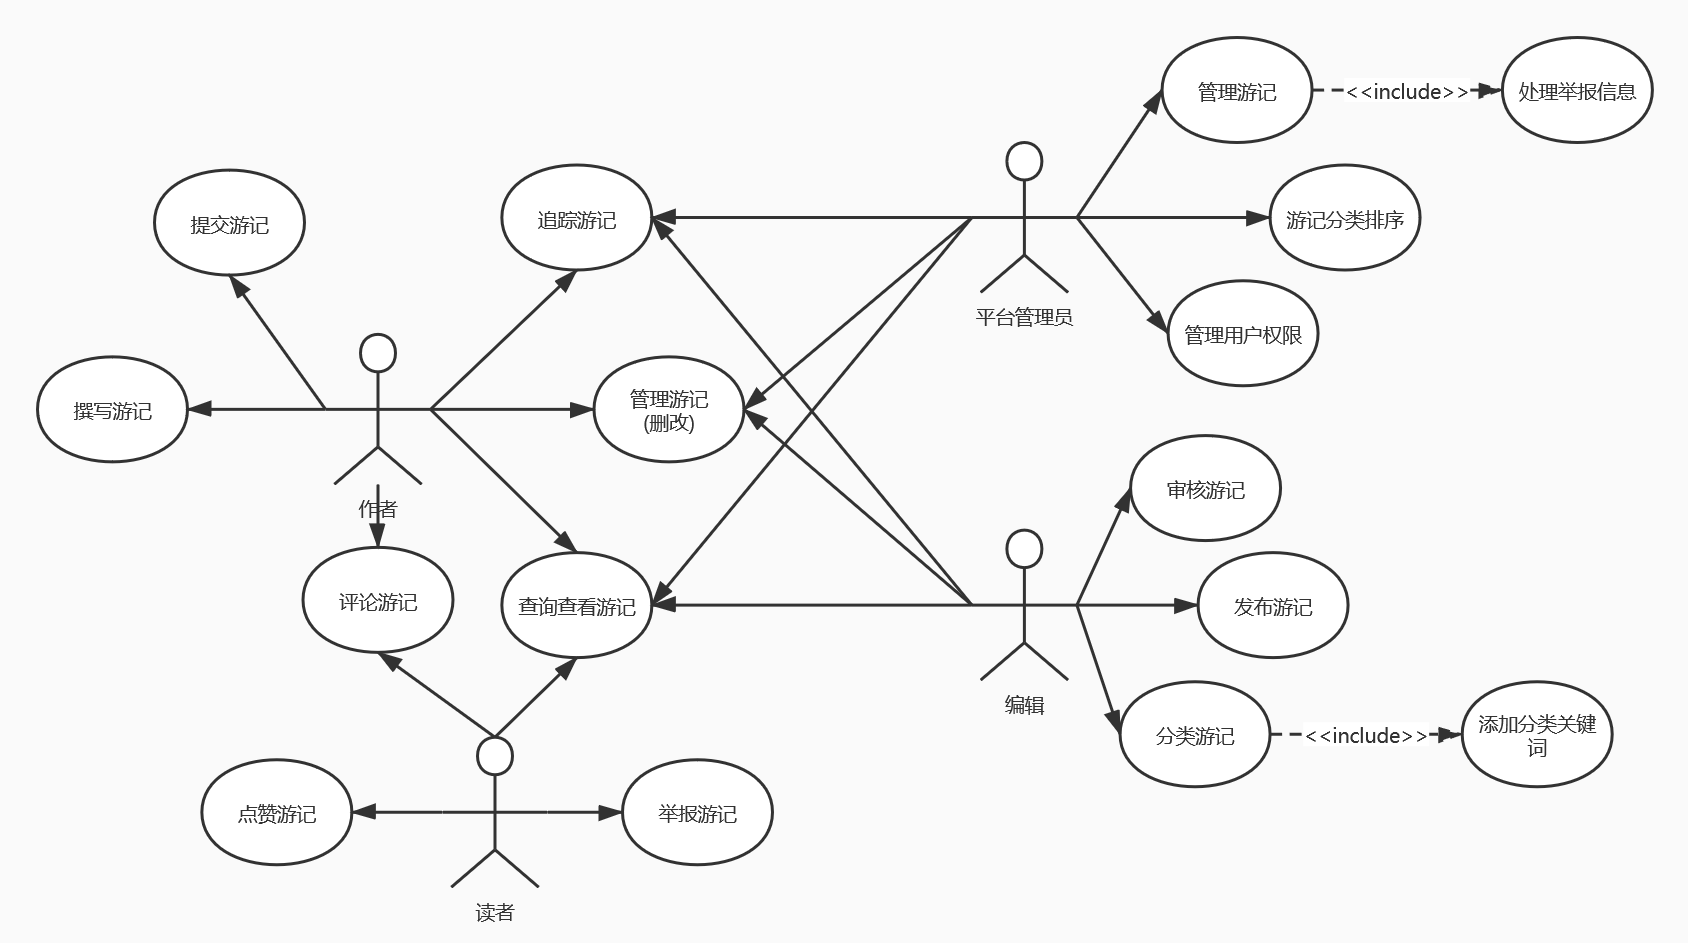 管理游记
<<include>>
处理举报信息
提交游记
追踪游记
游记分类排序
平台管理员
管理用户权限
撰写游记
管理游记
(删改)
作者
审核游记
评论游记
查询查看游记
发布游记
编辑
分类游记
<<include>>
添加分类关键
词
点赞游记
举报游记
读者